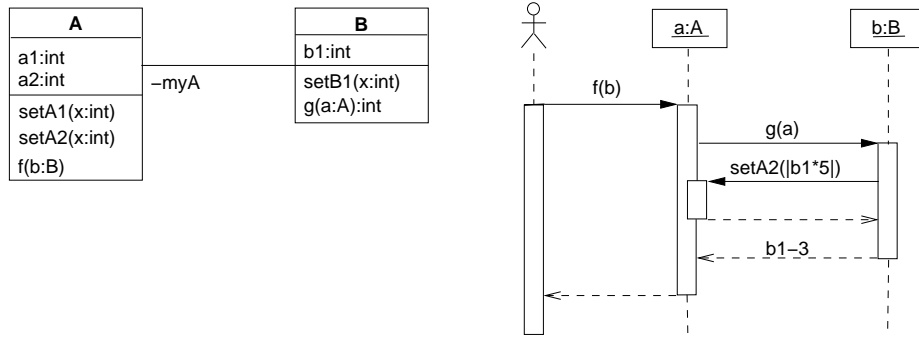 A
a1:int
a2:int
setA1(x:int)
setA2(x:int)
f(b:B)
–myA
B
b1:int
setB1(x:int)
g(a:A):int
a:A
b:B
f(b)
g(a)
setA2(|b1*5|)
b1–3